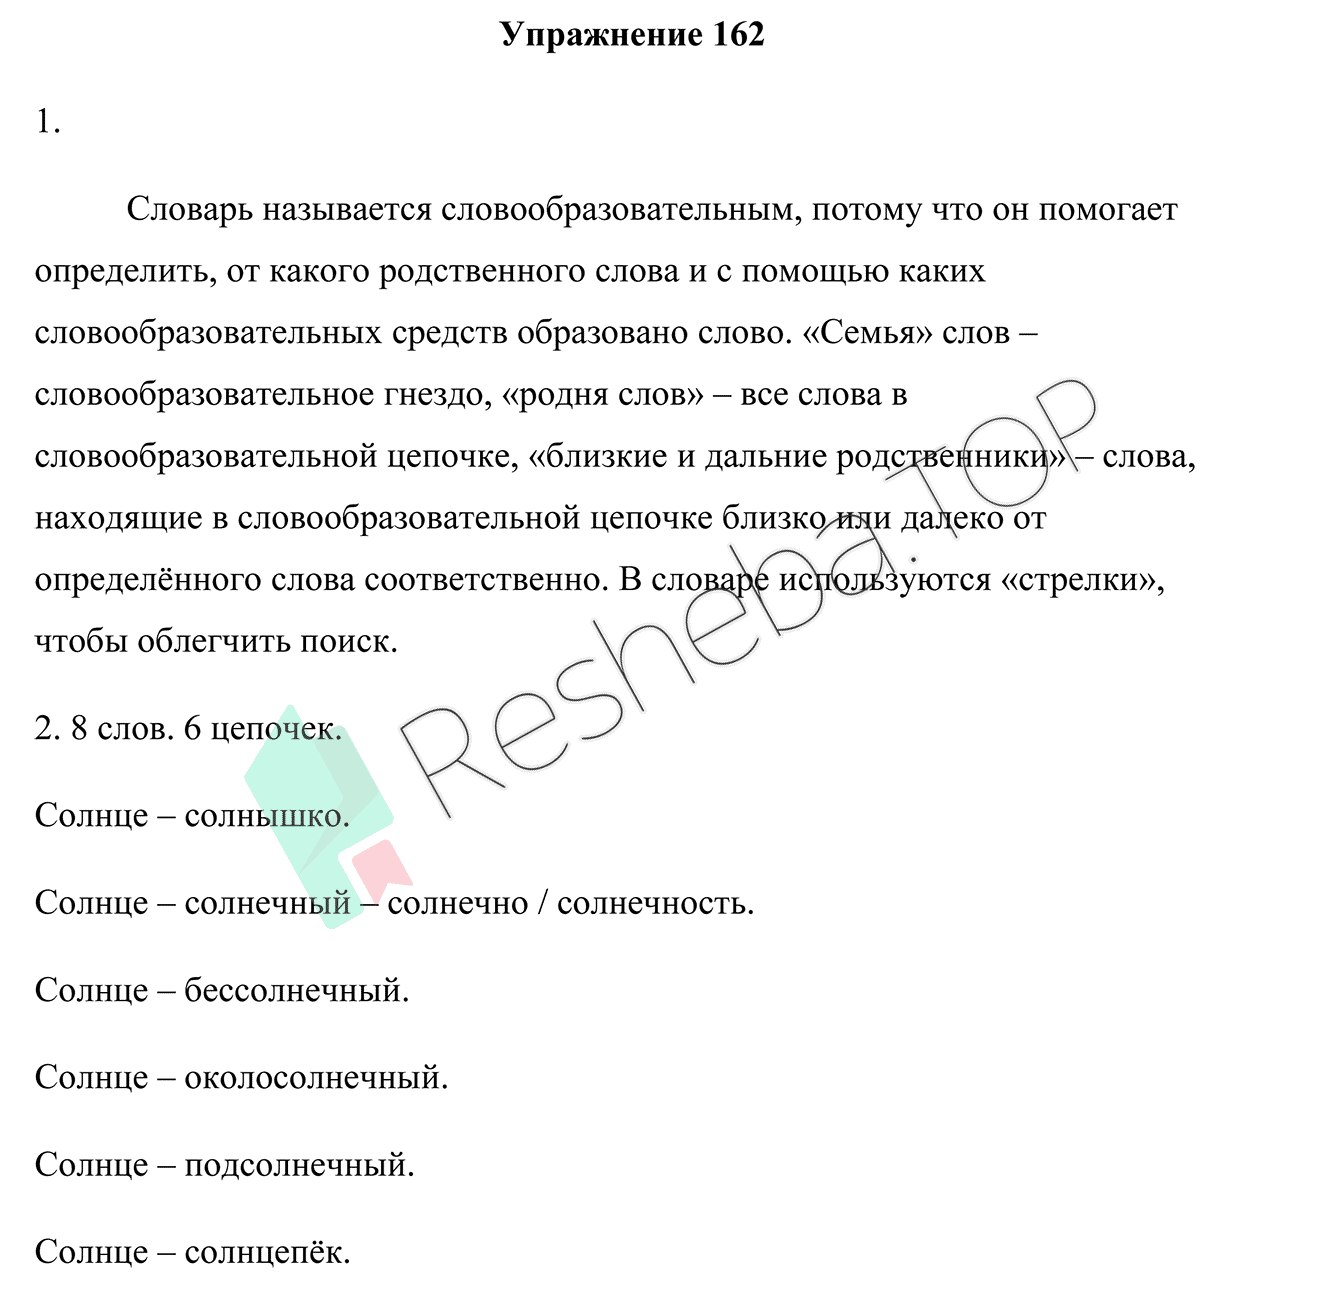 Упражнение 162
1.
Словарь называется словообразовательным, потому что он помогает
определить, от какого родственного слова и с помощью каких
словообразовательных средств образовано слово. «Семья» слов –
словообразовательное гнездо, «родня слов» – все слова в
словообразовательной цепочке, «близкие и дальние родственники» – слова,
находящие в словообразовательной цепочке близко или далеко от
определённого слова соответственно. В словаре используются «стрелки»,
чтобы облегчить поиск.
Resheba.TOP
2. 8 слов. 6 цепочек.
Солнце – солнышко.
Солнце – солнечный – солнечно / солнечность.
Солнце – бессолнечный.
Солнце – околосолнечный.
Солнце – подсолнечный.
Солнце – солнцепёк.